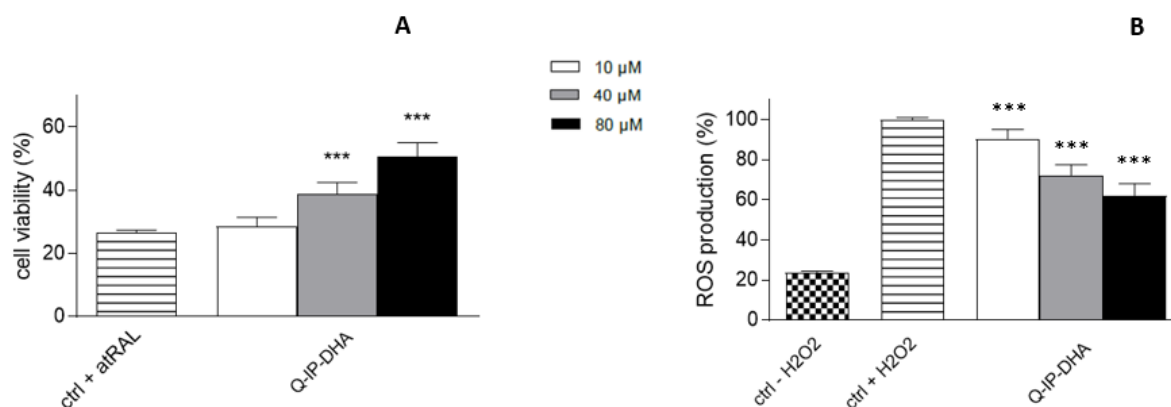 A
B
10 µM
40 µM
80 µM
cell viability (%)
60
40
20
0
***
***
ctrl + atRAL
Q-IP-DHA
ROS production (%)
100
80
60
40
20
0
***
***
***
ctrl - H2O2
ctrl + H2O2
Q-IP-DHA